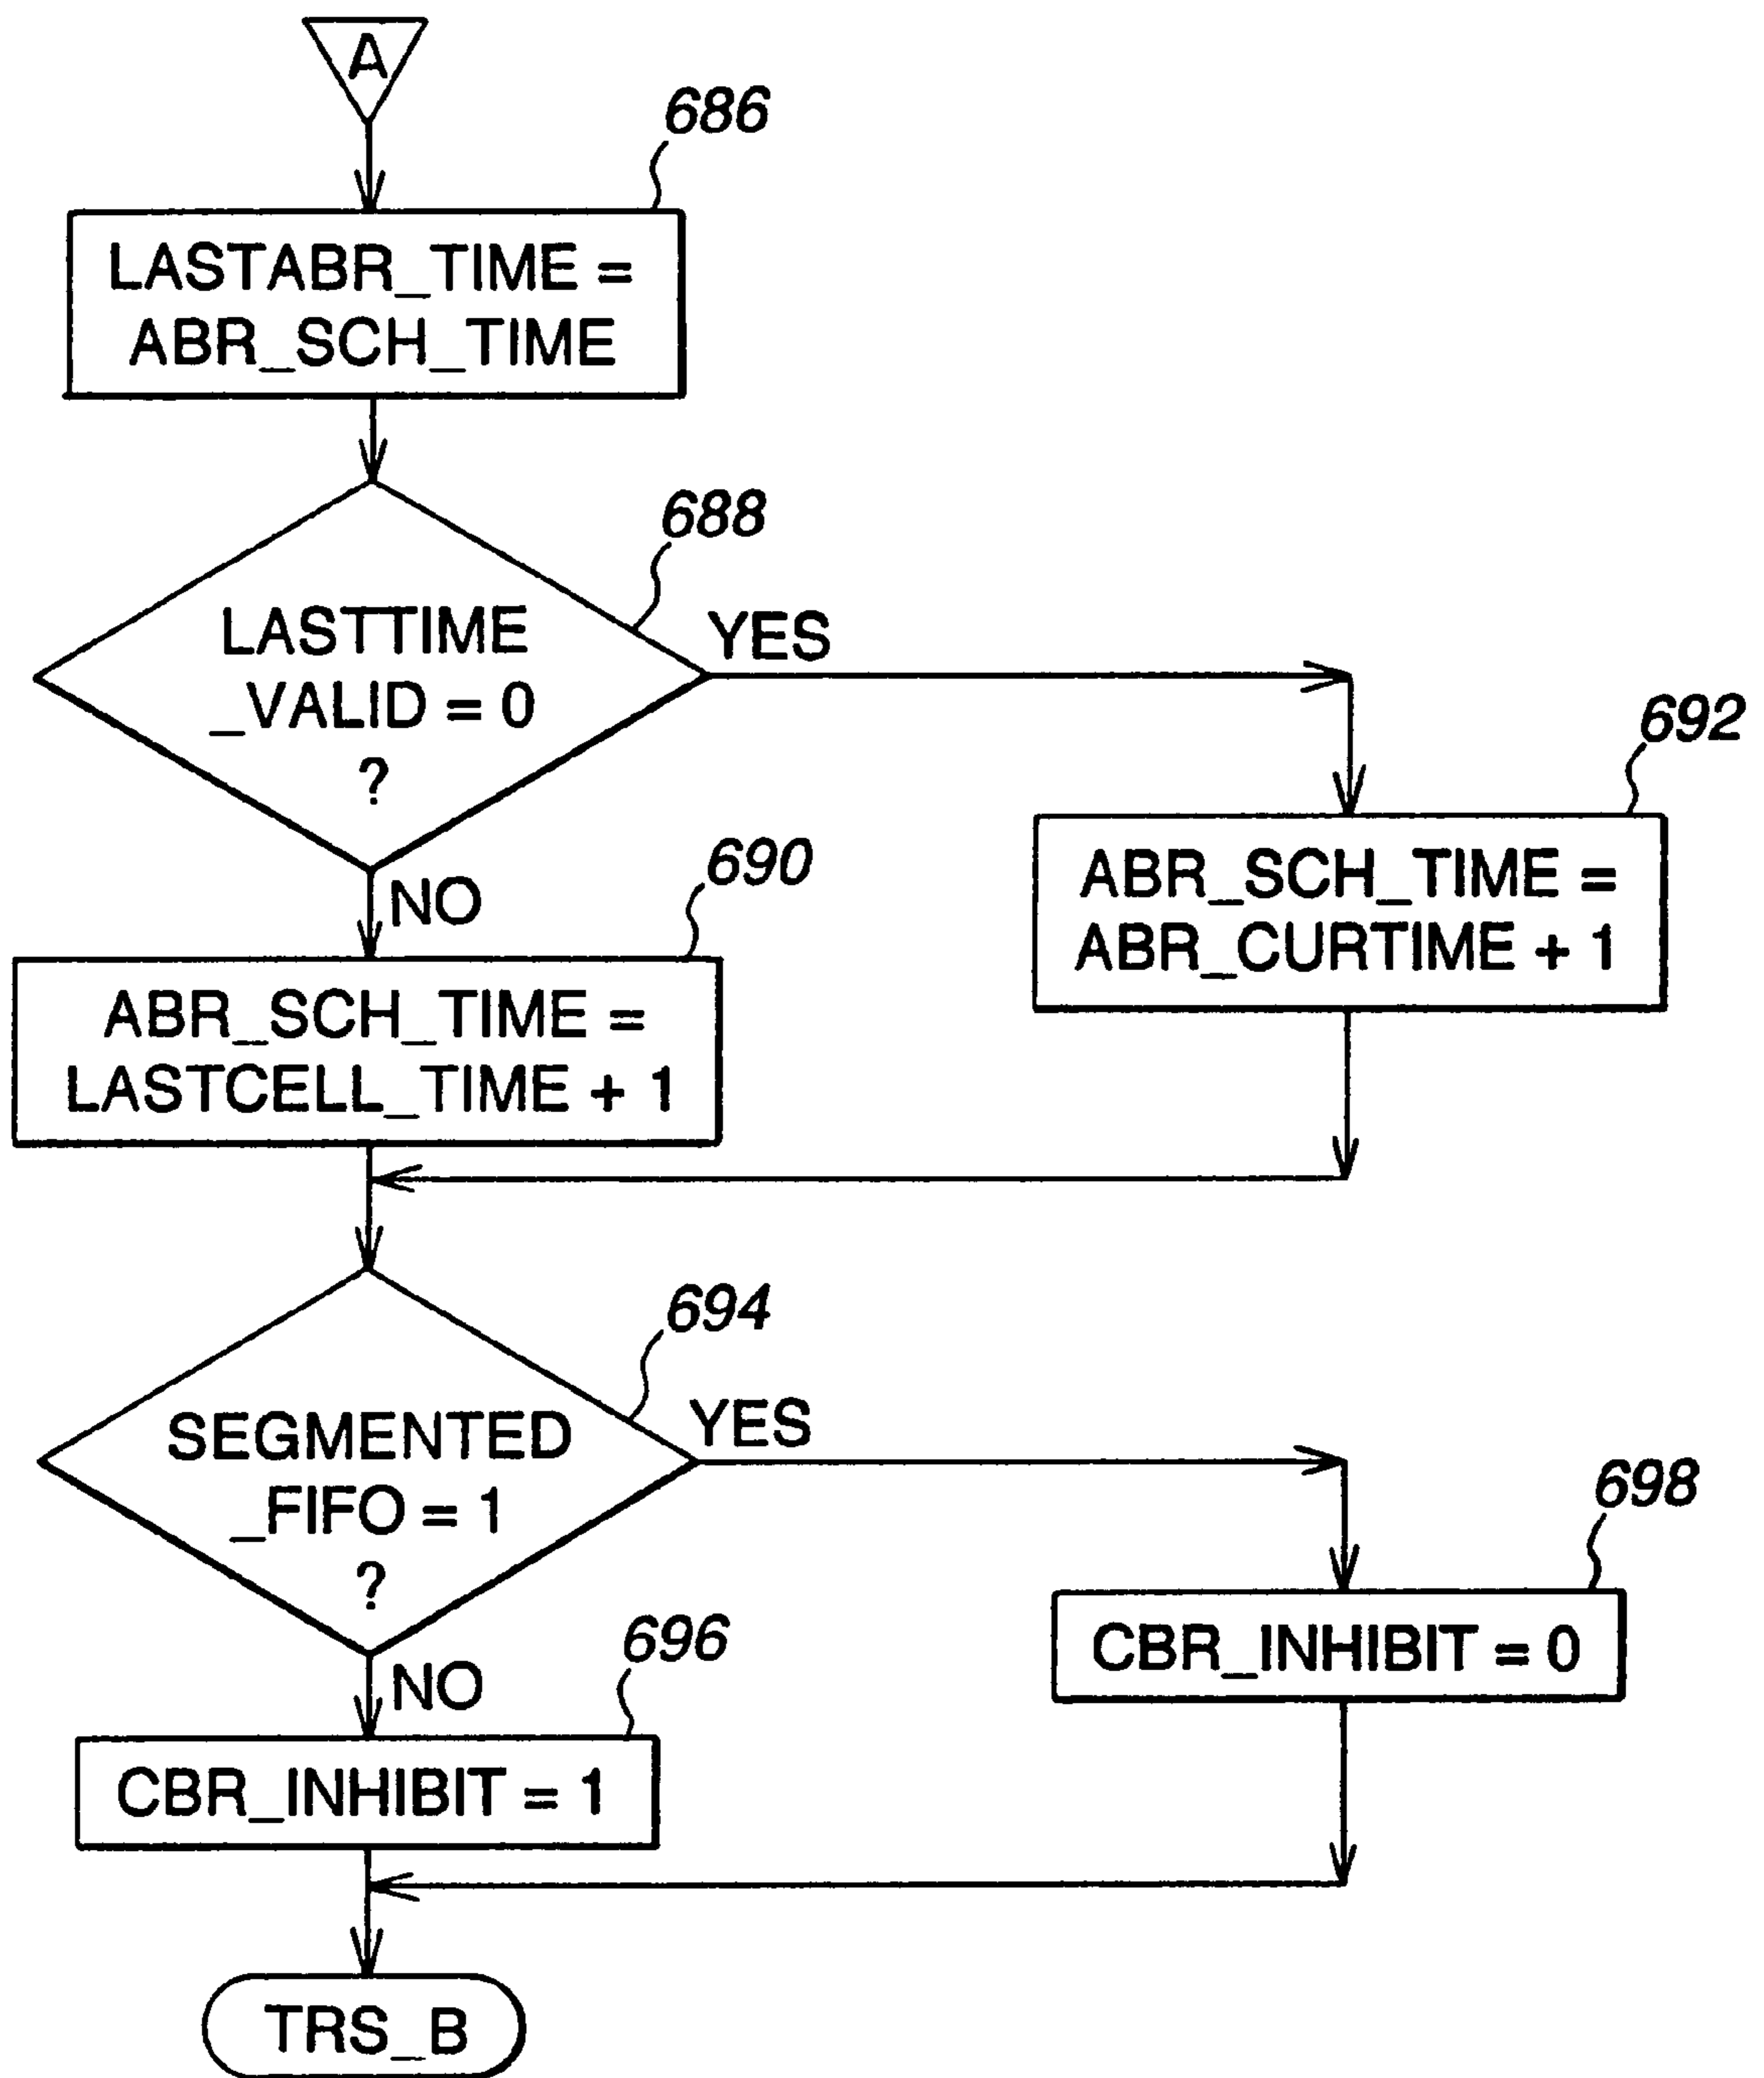 A
686
LASTABR_TIME =
ABR_SCH_TIME
688
LASTTIME
_VALID = 0
?
YES
692
ABR_SCH_TIME =
ABR_CURTIME + 1
NO
690
ABR_SCH_TIME =
LASTCELL_TIME + 1
694
SEGMENTED
_FIFO = 1
?
YES
698
CBR_INHIBIT = 0
NO
696
CBR_INHIBIT = 1
TRS_B